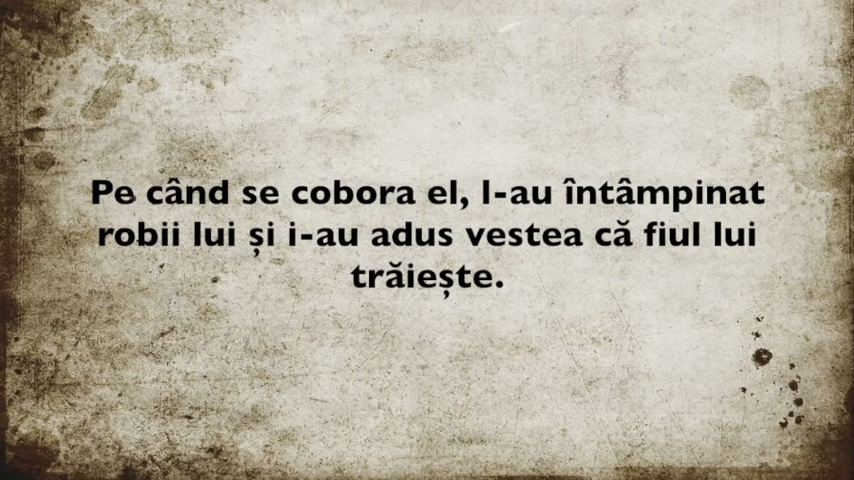 Pe când se cobora el, l-au întâmpinat
robii lui și i-au adus vestea că fiul lui
trăiește.